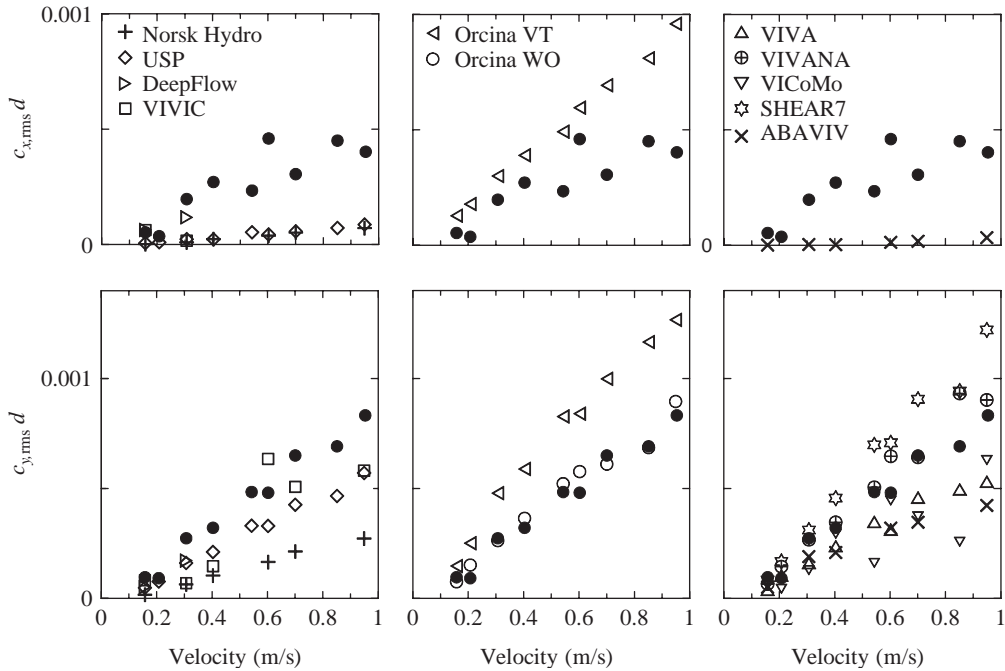 0.001
c_{x,rms} d
0
Norsk Hydro
USP
DeepFlow
VIVIC
Orcina VT
Orcina WO
VIVA
VIVANA
VICoMo
SHEAR7
ABAVIV
0
0.001
c_{y,rms} d
0
0 0.2 0.4 0.6 0.8 1
0 0.2 0.4 0.6 0.8 1
0 0.2 0.4 0.6 0.8 1
Velocity (m/s)
Velocity (m/s)
Velocity (m/s)